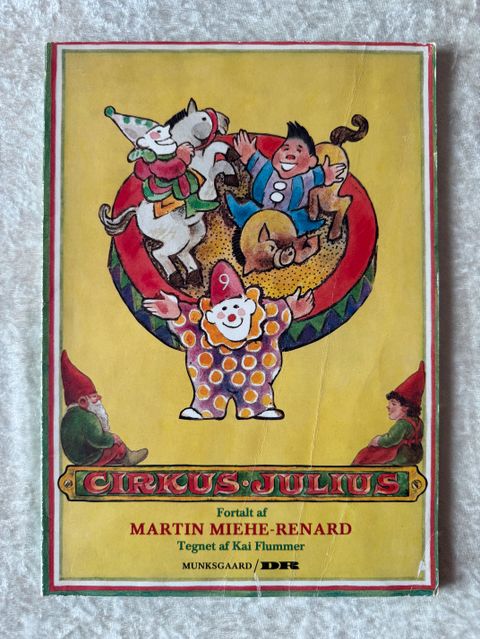 9
CIRKUS·JULIUS
Fortalt af
MARTIN MIEHE-RENARD
Tegnet af Kai Flummer
MUNKSGAARD/DR